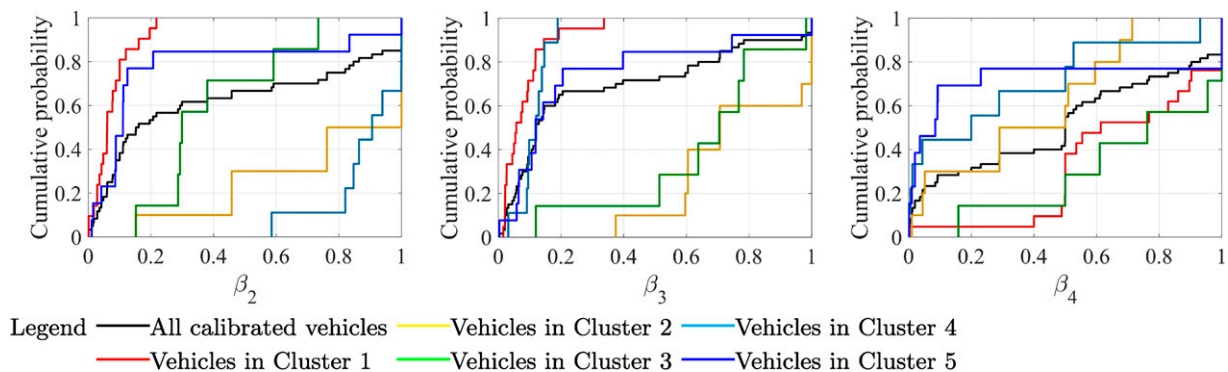 Cumulative probability
1
0.8
0.6
0.4
0.2
0
0 0.2 0.4 0.6 0.8 1
β2
Cumulative probability
1
0.8
0.6
0.4
0.2
0
0 0.2 0.4 0.6 0.8 1
β3
Cumulative probability
1
0.8
0.6
0.4
0.2
0
0 0.2 0.4 0.6 0.8 1
β4
Legend All calibrated vehicles Vehicles in Cluster 2 Vehicles in Cluster 4
Vehicles in Cluster 1 Vehicles in Cluster 3 Vehicles in Cluster 5